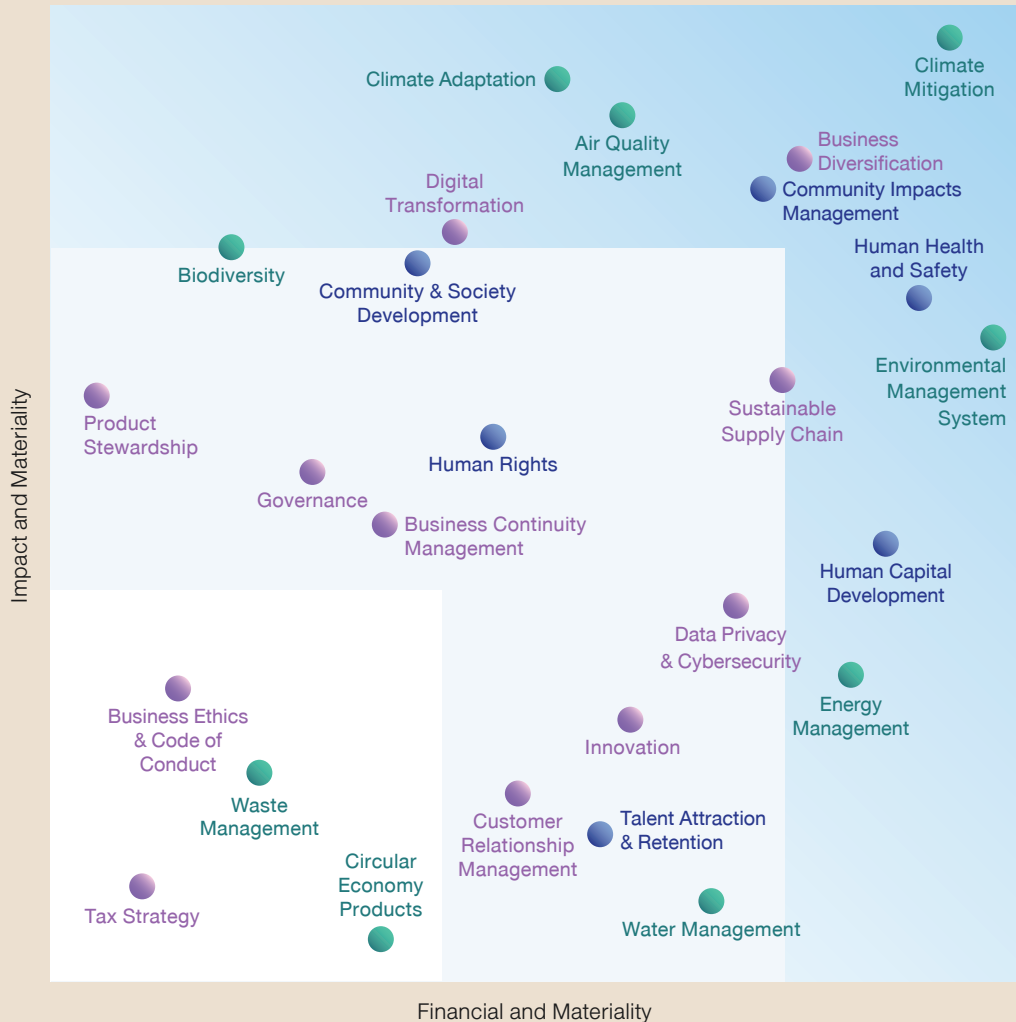 Climate
Mitigation
Climate Adaptation
Air Quality
Management
Business
Diversification
Community Impacts
Management
Digital
Transformation
Human Health
and Safety
Biodiversity
Community & Society
Development
Environmental
Management
System
Sustainable
Supply Chain
Product
Stewardship
Human Rights
Governance
Business Continuity
Management
Human Capital
Development
Data Privacy
& Cybersecurity
Energy
Management
Business Ethics
& Code of
Conduct
Innovation
Waste
Management
Customer
Relationship
Management
Talent Attraction
& Retention
Circular
Economy
Products
Tax Strategy
Water Management
Impact and Materiality
Financial and Materiality